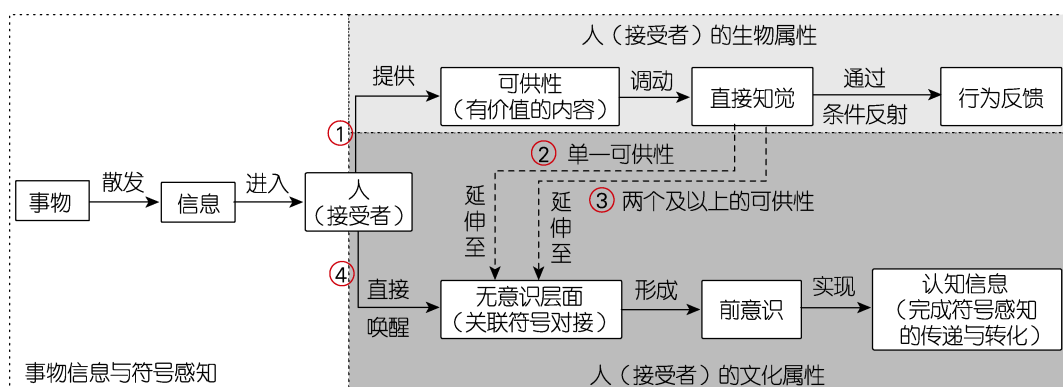 人（接受者）的生物属性
提供
可供性
（有价值的内容）
调动
直接知觉
通过
条件反射
行为反馈
①
② 单一可供性
③ 两个及以上的可供性
事物
散发
信息
进入
人
（接受者）
延伸至
延伸至
④
直接
唤醒
无意识层面
（关联符号对接）
形成
前意识
实现
认知信息
（完成符号感知
的传递与转化）
事物信息与符号感知
人（接受者）的文化属性